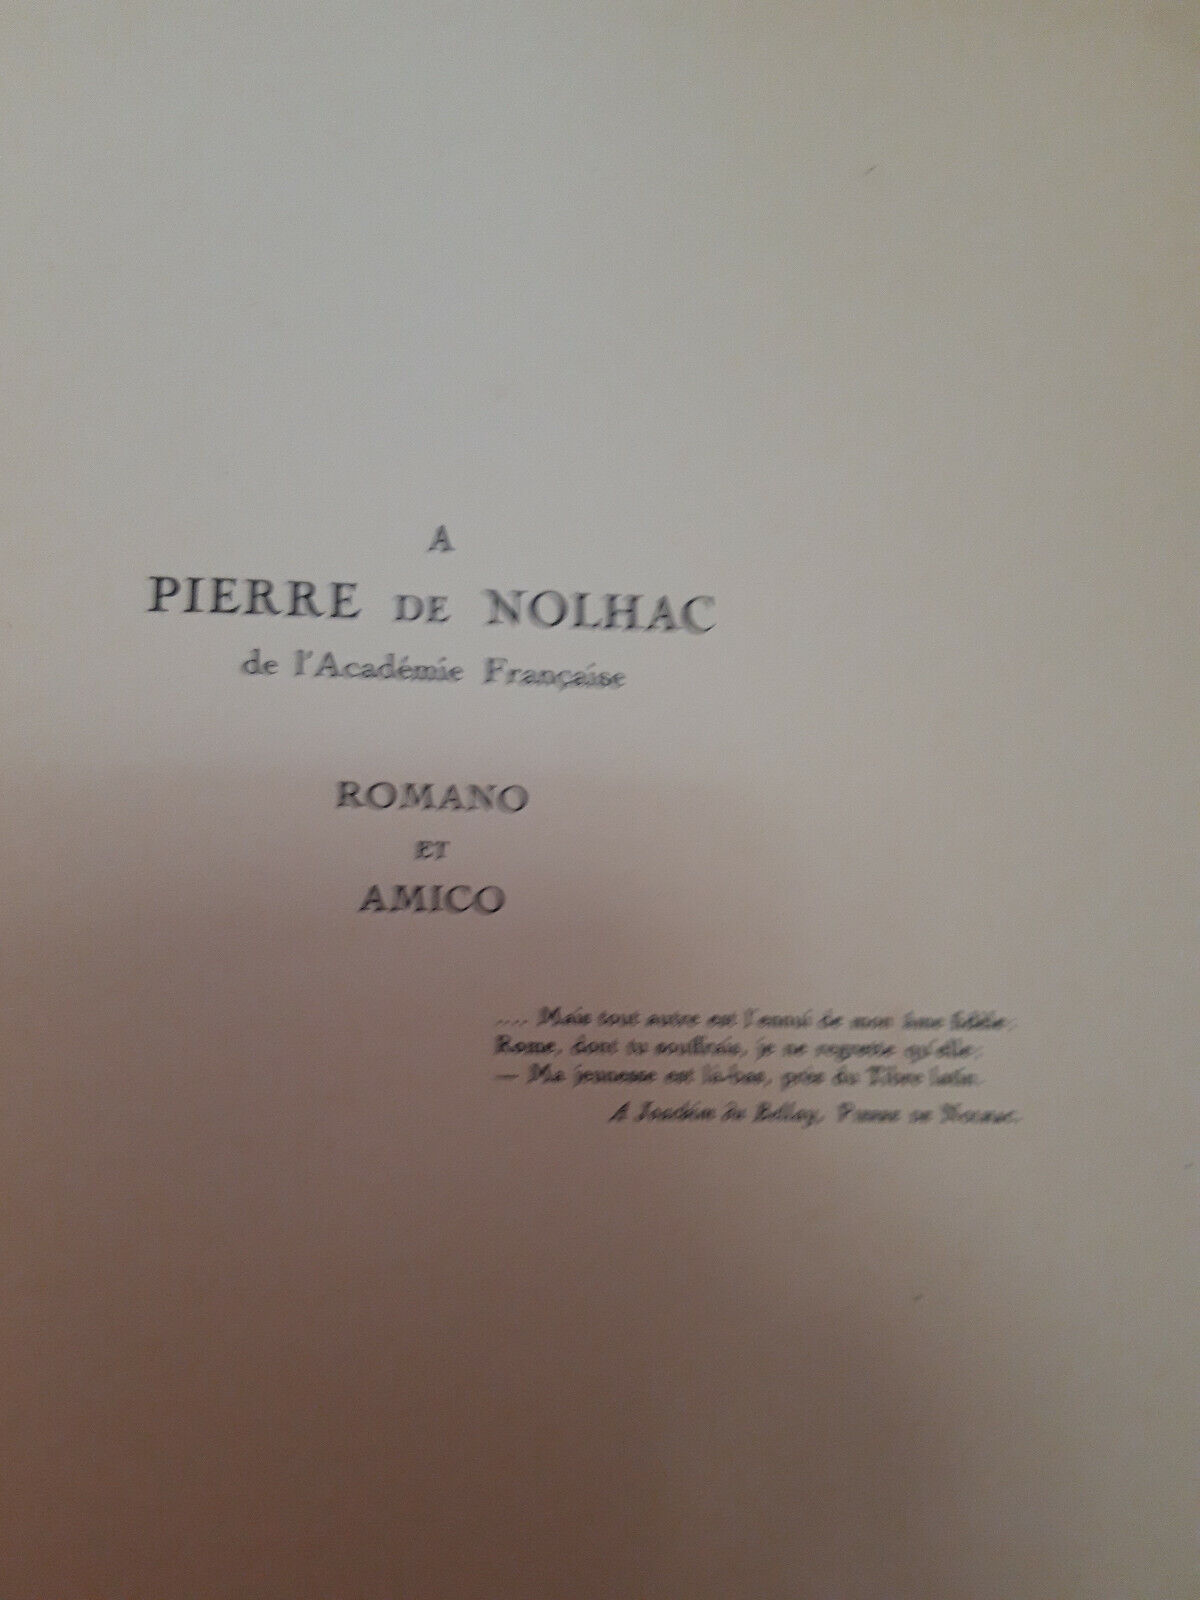 A
PIERRE DE NOLHAC
de l'Académie Française
ROMANO
ET
AMICO
.... Mais tout autre est l'ennui de mon âme fidèle:
Rome, dont tu souffrais, je ne regrette qu'elle;
— Ma jeunesse est là-bas, près du Tibre latin.
A Joachim du Bellay, Pierre de Nolhac.